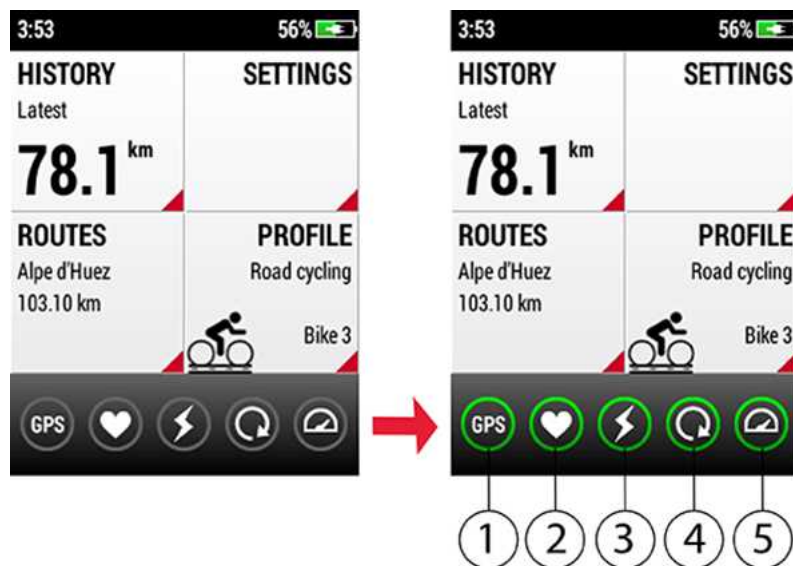 3:53 56%
HISTORY SETTINGS
Latest
78.1 km
ROUTES PROFILE
Alpe d'Huez Road cycling
103.10 km
Bike 3
GPS
3:53 56%
HISTORY SETTINGS
Latest
78.1 km
ROUTES PROFILE
Alpe d'Huez Road cycling
103.10 km
Bike 3
GPS
1 2 3 4 5